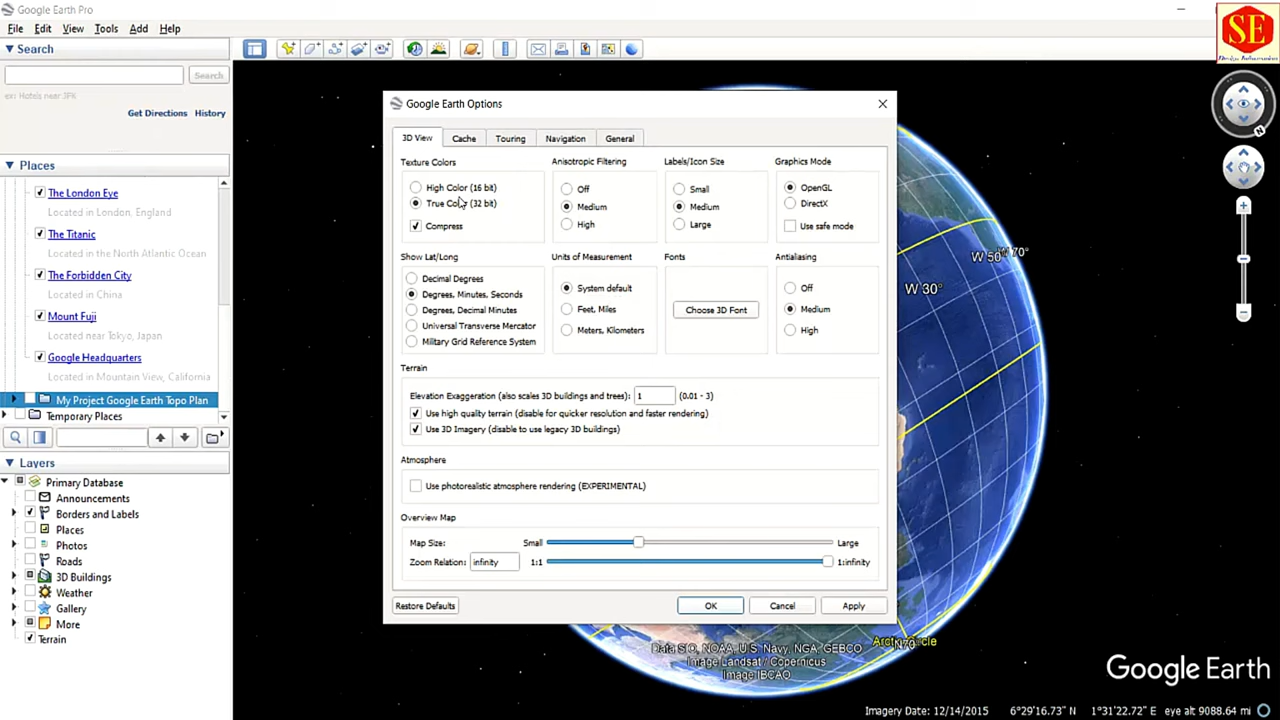 Google Earth Pro
File Edit View Tools Add Help
SE
Design Information
Search
Search
ex: Hotels near JFK
Get Directions History
Places
The London Eye
Located in London, England
The Titanic
Located in the North Atlantic Ocean
The Forbidden City
Located in China
Mount Fuji
Located near Tokyo, Japan
Google Headquarters
Located in Mountain View, California
My Project Google Earth Topo Plan
Temporary Places
Layers
Primary Database
Announcements
Borders and Labels
Places
Photos
Roads
3D Buildings
Weather
Gallery
More
Terrain
Google Earth Options
3D View Cache Touring Navigation General
Texture Colors
High Color (16 bit)
True Color (32 bit)
Compress
Anisotropic Filtering
Off
Medium
High
Labels/Icon Size
Small
Medium
Large
Graphics Mode
OpenGL
DirectX
Use safe mode
Show Lat/Long
Decimal Degrees
Degrees, Minutes, Seconds
Degrees, Decimal Minutes
Universal Transverse Mercator
Military Grid Reference System
Units of Measurement
System default
Feet, Miles
Meters, Kilometers
Fonts
Choose 3D Font
Antialiasing
Off
Medium
High
Terrain
Elevation Exaggeration (also scales 3D buildings and trees): 1 (0.01 - 3)
Use high quality terrain (disable for quicker resolution and faster rendering)
Use 3D Imagery (disable to use legacy 3D buildings)
Atmosphere
Use photorealistic atmosphere rendering (EXPERIMENTAL)
Overview Map
Map Size: Small Large
Zoom Relation: infinity 1:1 1:infinity
Restore Defaults OK Cancel Apply
W 50° 70°
W 30°
Arctic Circle
Data SIO, NOAA, U.S. Navy, NGA, GEBCO
Image Landsat / Copernicus
Image IBCAO
Google Earth
Imagery Date: 12/14/2015 6°29'16.73" N 1°31'22.72" E eye alt 9088.64 mi
N